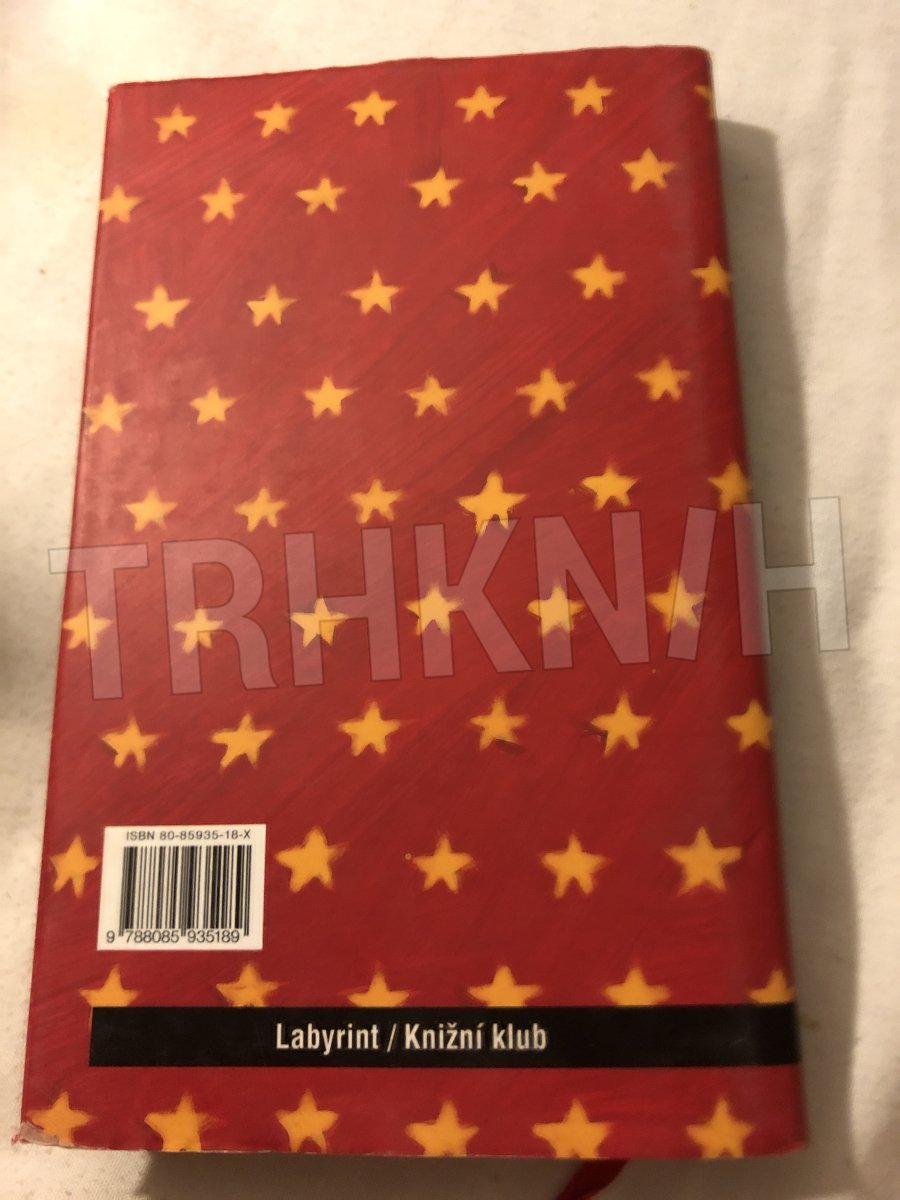 TRHKNIH
ISBN 80-85935-18-X
9 788085 935189
Labyrint / Knižní klub